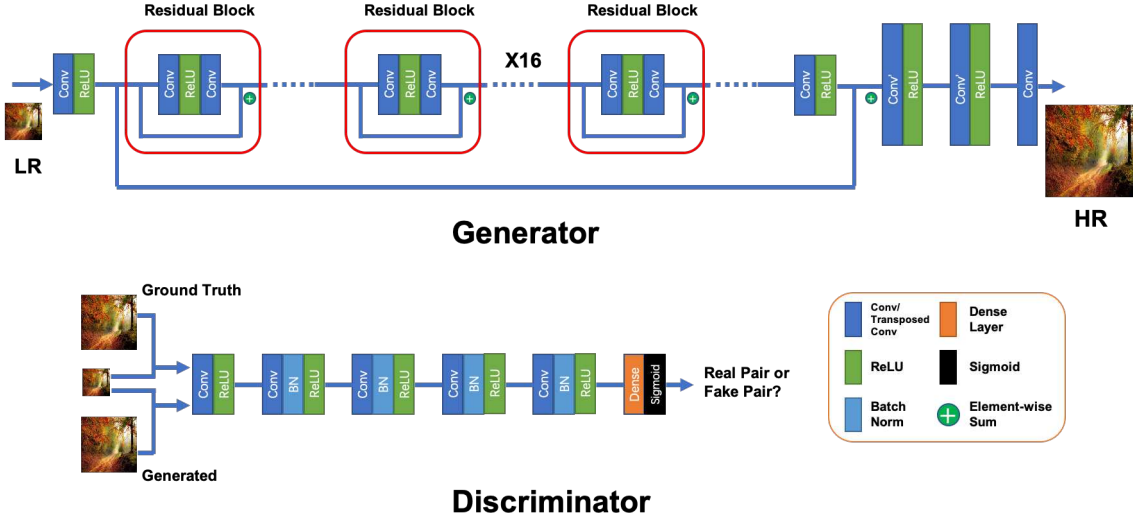 Residual Block
Residual Block
Residual Block
X16
Conv
ReLU
Conv
ReLU
Conv
Conv
ReLU
Conv
Conv
ReLU
Conv
Conv
ReLU
Conv'
ReLU
Conv'
ReLU
Conv
LR
HR
Generator
Ground Truth
Conv
ReLU
Conv
BN
ReLU
Conv
BN
ReLU
Conv
BN
ReLU
Conv
BN
ReLU
Dense
Sigmoid
Real Pair or
Fake Pair?
Generated
Discriminator
Conv/
Transposed
Conv
Dense
Layer
ReLU
Sigmoid
Batch
Norm
Element-wise
Sum